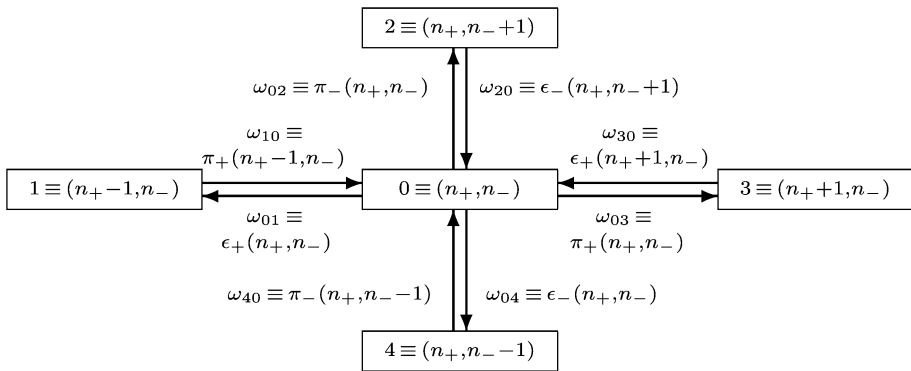 2 ≡ (n₊,n₋+1)
ω₀₂ ≡ π₋(n₊,n₋)
ω₂₀ ≡ ϵ₋(n₊,n₋+1)
ω₁₀ ≡
π₊(n₊−1,n₋)
ω₃₀ ≡
ϵ₊(n₊+1,n₋)
1 ≡ (n₊−1,n₋)
0 ≡ (n₊,n₋)
3 ≡ (n₊+1,n₋)
ω₀₁ ≡
ϵ₊(n₊,n₋)
ω₀₃ ≡
π₊(n₊,n₋)
ω₄₀ ≡ π₋(n₊,n₋−1)
ω₀₄ ≡ ϵ₋(n₊,n₋)
4 ≡ (n₊,n₋−1)